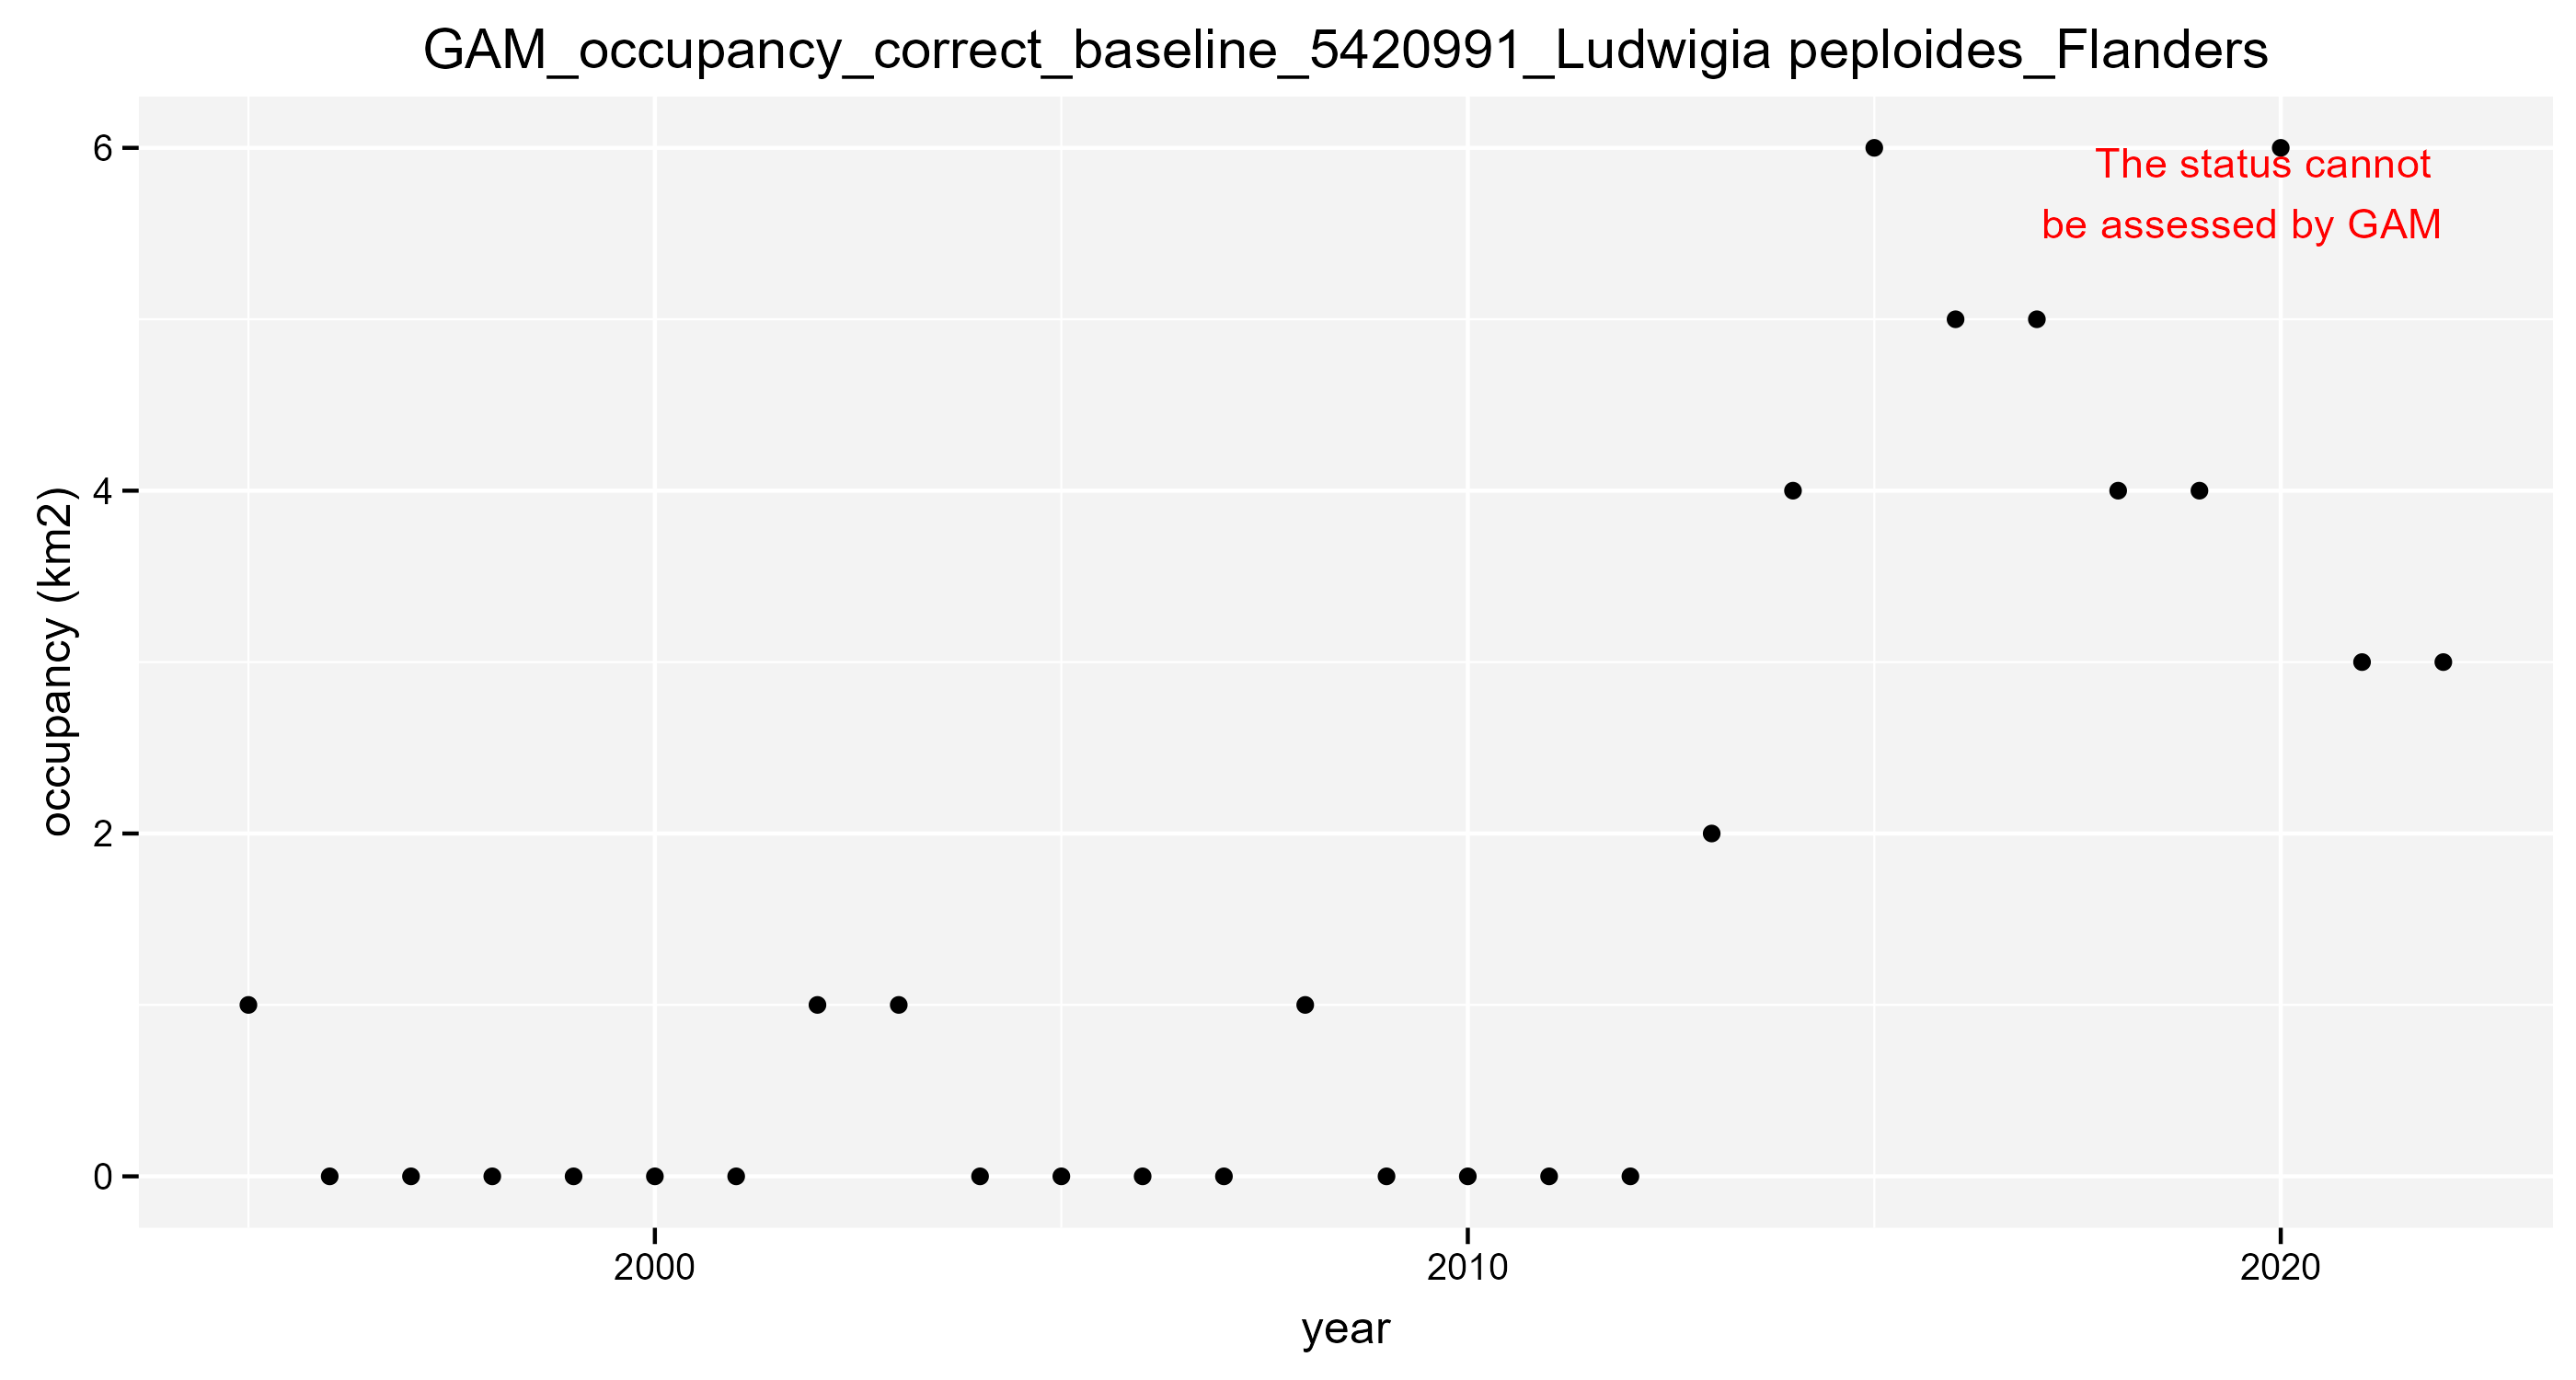 GAM_occupancy_correct_baseline_5420991_Ludwigia peploides_Flanders
The status cannot
be assessed by GAM
occupancy (km2)
6
4
2
0
2000 2010 2020
year